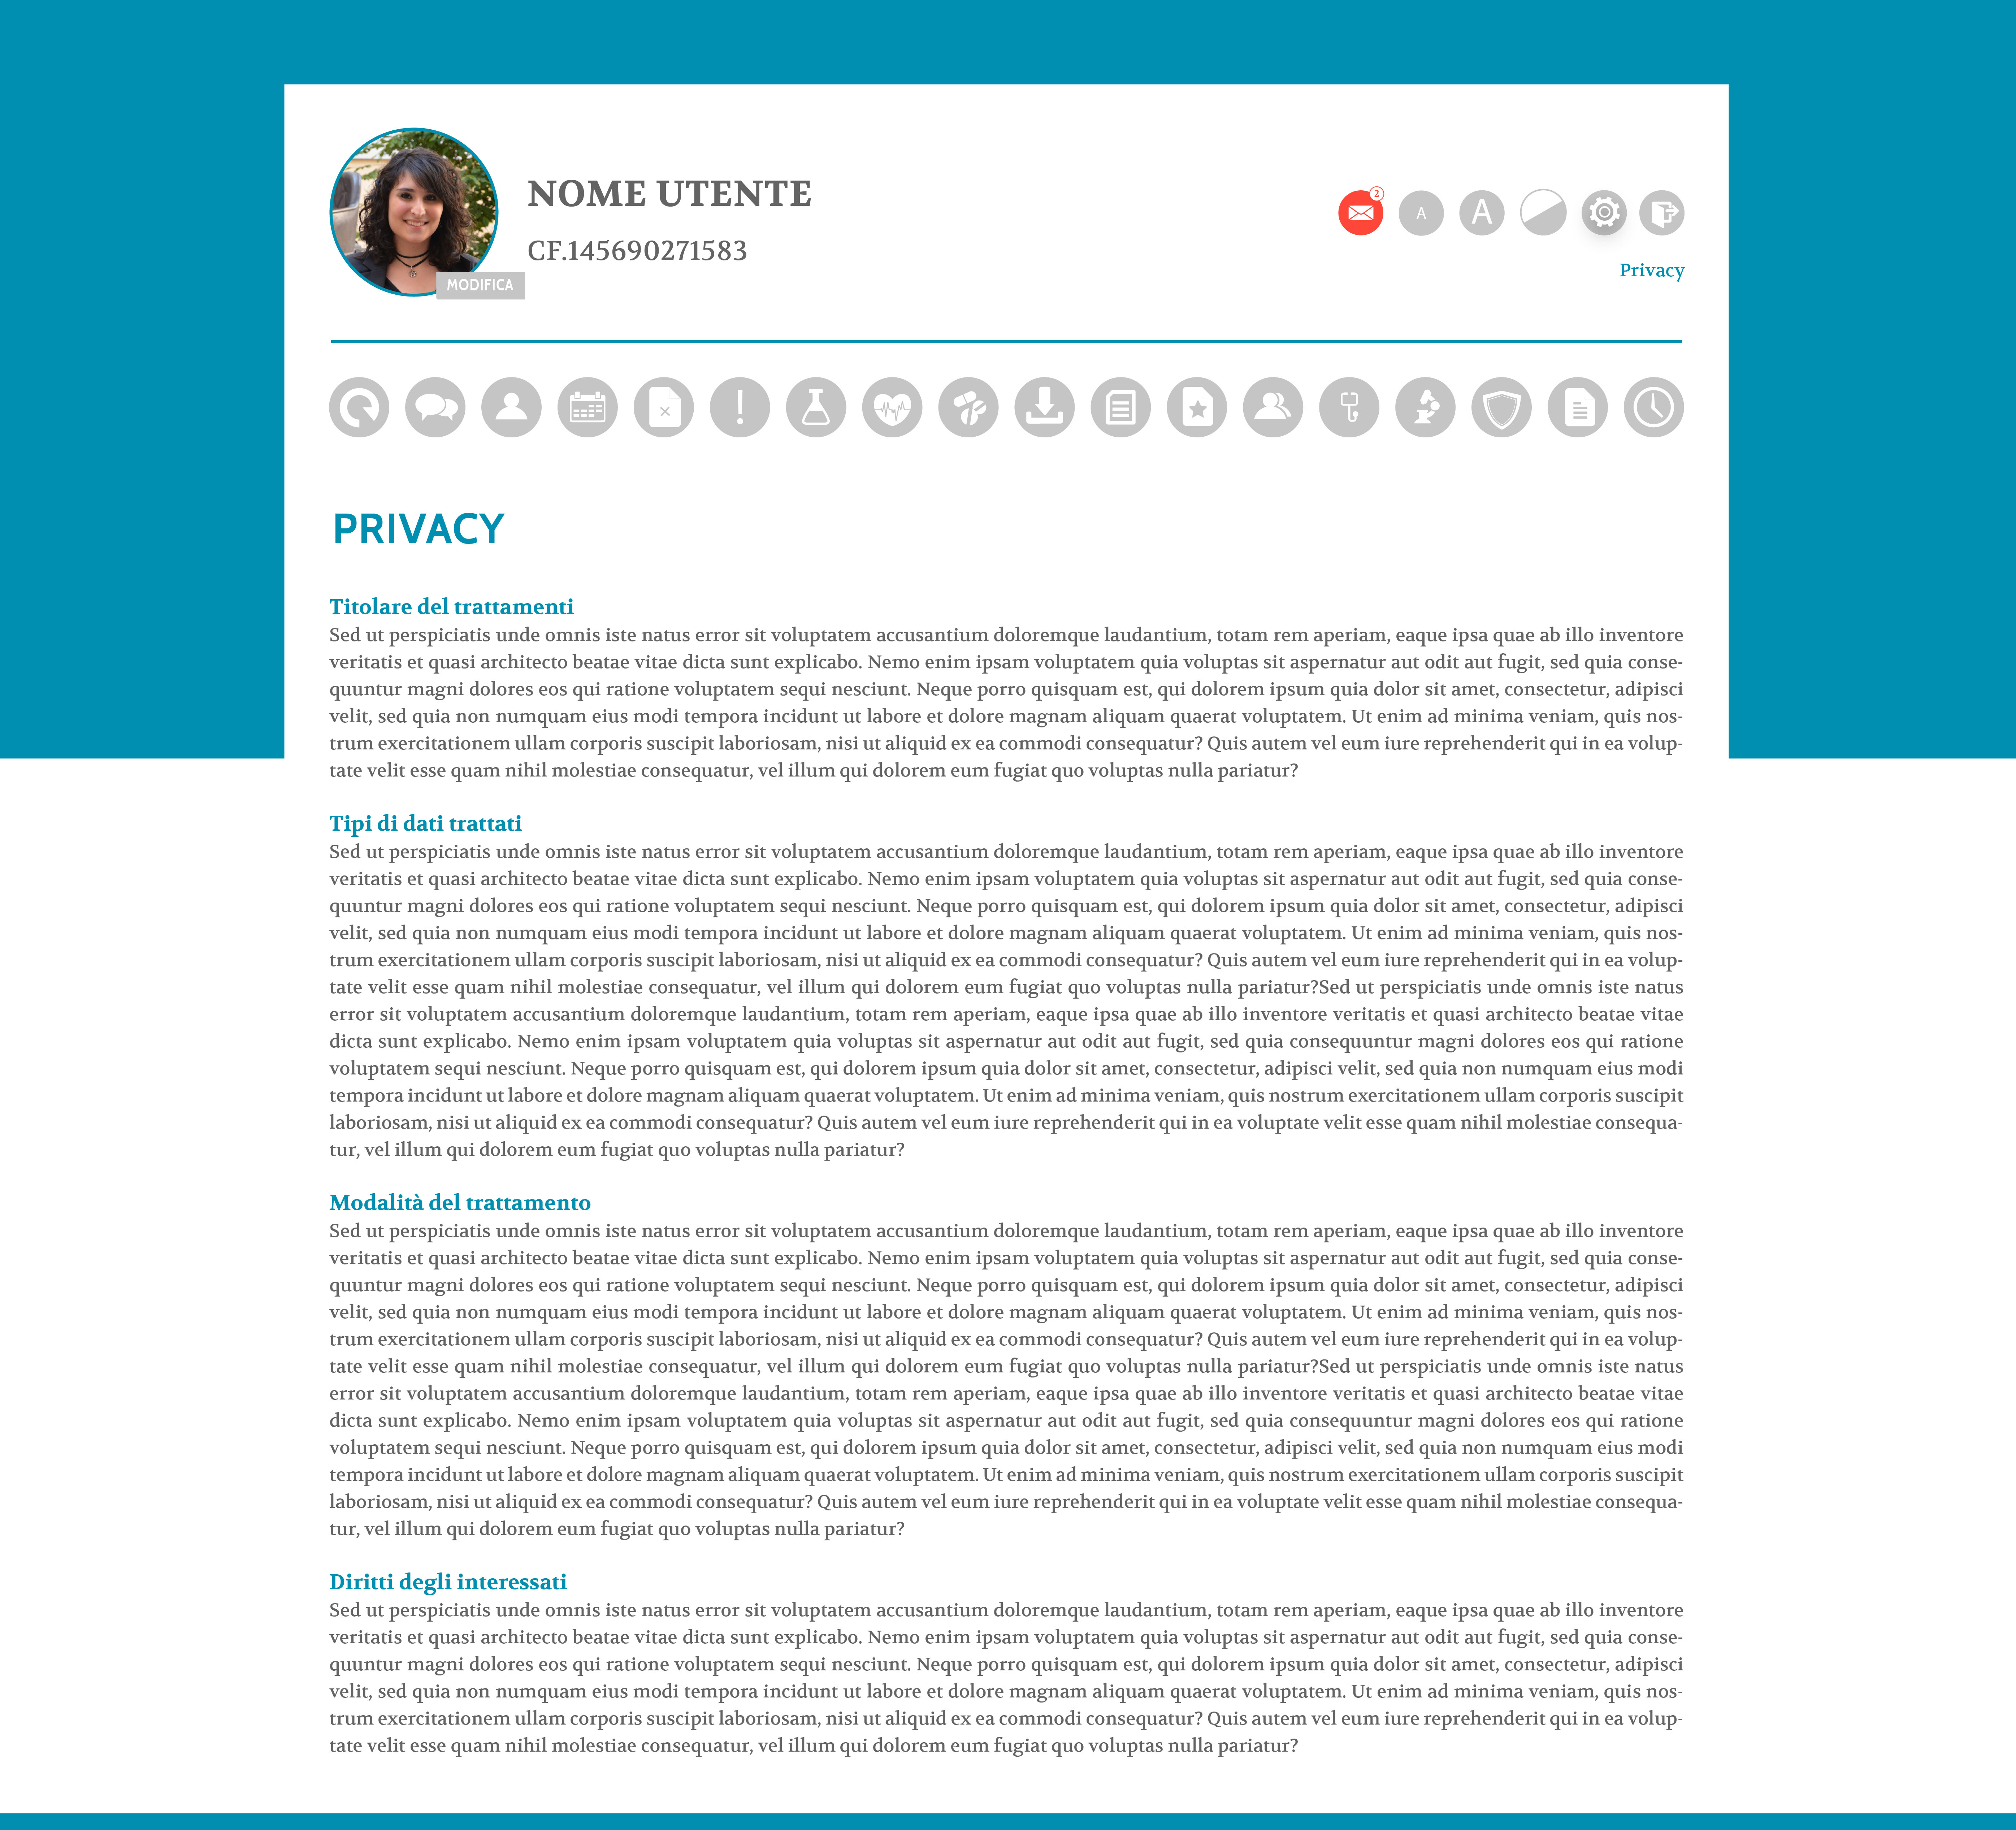 NOME UTENTE
CF.145690271583
MODIFICA
2
A
A
Privacy
PRIVACY
Titolare del trattamenti
Sed ut perspiciatis unde omnis iste natus error sit voluptatem accusantium doloremque laudantium, totam rem aperiam, eaque ipsa quae ab illo inventore
veritatis et quasi architecto beatae vitae dicta sunt explicabo. Nemo enim ipsam voluptatem quia voluptas sit aspernatur aut odit aut fugit, sed quia conse-
quuntur magni dolores eos qui ratione voluptatem sequi nesciunt. Neque porro quisquam est, qui dolorem ipsum quia dolor sit amet, consectetur, adipisci
velit, sed quia non numquam eius modi tempora incidunt ut labore et dolore magnam aliquam quaerat voluptatem. Ut enim ad minima veniam, quis nos-
trum exercitationem ullam corporis suscipit laboriosam, nisi ut aliquid ex ea commodi consequatur? Quis autem vel eum iure reprehenderit qui in ea volup-
tate velit esse quam nihil molestiae consequatur, vel illum qui dolorem eum fugiat quo voluptas nulla pariatur?
Tipi di dati trattati
Sed ut perspiciatis unde omnis iste natus error sit voluptatem accusantium doloremque laudantium, totam rem aperiam, eaque ipsa quae ab illo inventore
veritatis et quasi architecto beatae vitae dicta sunt explicabo. Nemo enim ipsam voluptatem quia voluptas sit aspernatur aut odit aut fugit, sed quia conse-
quuntur magni dolores eos qui ratione voluptatem sequi nesciunt. Neque porro quisquam est, qui dolorem ipsum quia dolor sit amet, consectetur, adipisci
velit, sed quia non numquam eius modi tempora incidunt ut labore et dolore magnam aliquam quaerat voluptatem. Ut enim ad minima veniam, quis nos-
trum exercitationem ullam corporis suscipit laboriosam, nisi ut aliquid ex ea commodi consequatur? Quis autem vel eum iure reprehenderit qui in ea volup-
tate velit esse quam nihil molestiae consequatur, vel illum qui dolorem eum fugiat quo voluptas nulla pariatur?Sed ut perspiciatis unde omnis iste natus
error sit voluptatem accusantium doloremque laudantium, totam rem aperiam, eaque ipsa quae ab illo inventore veritatis et quasi architecto beatae vitae
dicta sunt explicabo. Nemo enim ipsam voluptatem quia voluptas sit aspernatur aut odit aut fugit, sed quia consequuntur magni dolores eos qui ratione
voluptatem sequi nesciunt. Neque porro quisquam est, qui dolorem ipsum quia dolor sit amet, consectetur, adipisci velit, sed quia non numquam eius modi
tempora incidunt ut labore et dolore magnam aliquam quaerat voluptatem. Ut enim ad minima veniam, quis nostrum exercitationem ullam corporis suscipit
laboriosam, nisi ut aliquid ex ea commodi consequatur? Quis autem vel eum iure reprehenderit qui in ea voluptate velit esse quam nihil molestiae consequa-
tur, vel illum qui dolorem eum fugiat quo voluptas nulla pariatur?
Modalità del trattamento
Sed ut perspiciatis unde omnis iste natus error sit voluptatem accusantium doloremque laudantium, totam rem aperiam, eaque ipsa quae ab illo inventore
veritatis et quasi architecto beatae vitae dicta sunt explicabo. Nemo enim ipsam voluptatem quia voluptas sit aspernatur aut odit aut fugit, sed quia conse-
quuntur magni dolores eos qui ratione voluptatem sequi nesciunt. Neque porro quisquam est, qui dolorem ipsum quia dolor sit amet, consectetur, adipisci
velit, sed quia non numquam eius modi tempora incidunt ut labore et dolore magnam aliquam quaerat voluptatem. Ut enim ad minima veniam, quis nos-
trum exercitationem ullam corporis suscipit laboriosam, nisi ut aliquid ex ea commodi consequatur? Quis autem vel eum iure reprehenderit qui in ea volup-
tate velit esse quam nihil molestiae consequatur, vel illum qui dolorem eum fugiat quo voluptas nulla pariatur?Sed ut perspiciatis unde omnis iste natus
error sit voluptatem accusantium doloremque laudantium, totam rem aperiam, eaque ipsa quae ab illo inventore veritatis et quasi architecto beatae vitae
dicta sunt explicabo. Nemo enim ipsam voluptatem quia voluptas sit aspernatur aut odit aut fugit, sed quia consequuntur magni dolores eos qui ratione
voluptatem sequi nesciunt. Neque porro quisquam est, qui dolorem ipsum quia dolor sit amet, consectetur, adipisci velit, sed quia non numquam eius modi
tempora incidunt ut labore et dolore magnam aliquam quaerat voluptatem. Ut enim ad minima veniam, quis nostrum exercitationem ullam corporis suscipit
laboriosam, nisi ut aliquid ex ea commodi consequatur? Quis autem vel eum iure reprehenderit qui in ea voluptate velit esse quam nihil molestiae consequa-
tur, vel illum qui dolorem eum fugiat quo voluptas nulla pariatur?
Diritti degli interessati
Sed ut perspiciatis unde omnis iste natus error sit voluptatem accusantium doloremque laudantium, totam rem aperiam, eaque ipsa quae ab illo inventore
veritatis et quasi architecto beatae vitae dicta sunt explicabo. Nemo enim ipsam voluptatem quia voluptas sit aspernatur aut odit aut fugit, sed quia conse-
quuntur magni dolores eos qui ratione voluptatem sequi nesciunt. Neque porro quisquam est, qui dolorem ipsum quia dolor sit amet, consectetur, adipisci
velit, sed quia non numquam eius modi tempora incidunt ut labore et dolore magnam aliquam quaerat voluptatem. Ut enim ad minima veniam, quis nos-
trum exercitationem ullam corporis suscipit laboriosam, nisi ut aliquid ex ea commodi consequatur? Quis autem vel eum iure reprehenderit qui in ea volup-
tate velit esse quam nihil molestiae consequatur, vel illum qui dolorem eum fugiat quo voluptas nulla pariatur?